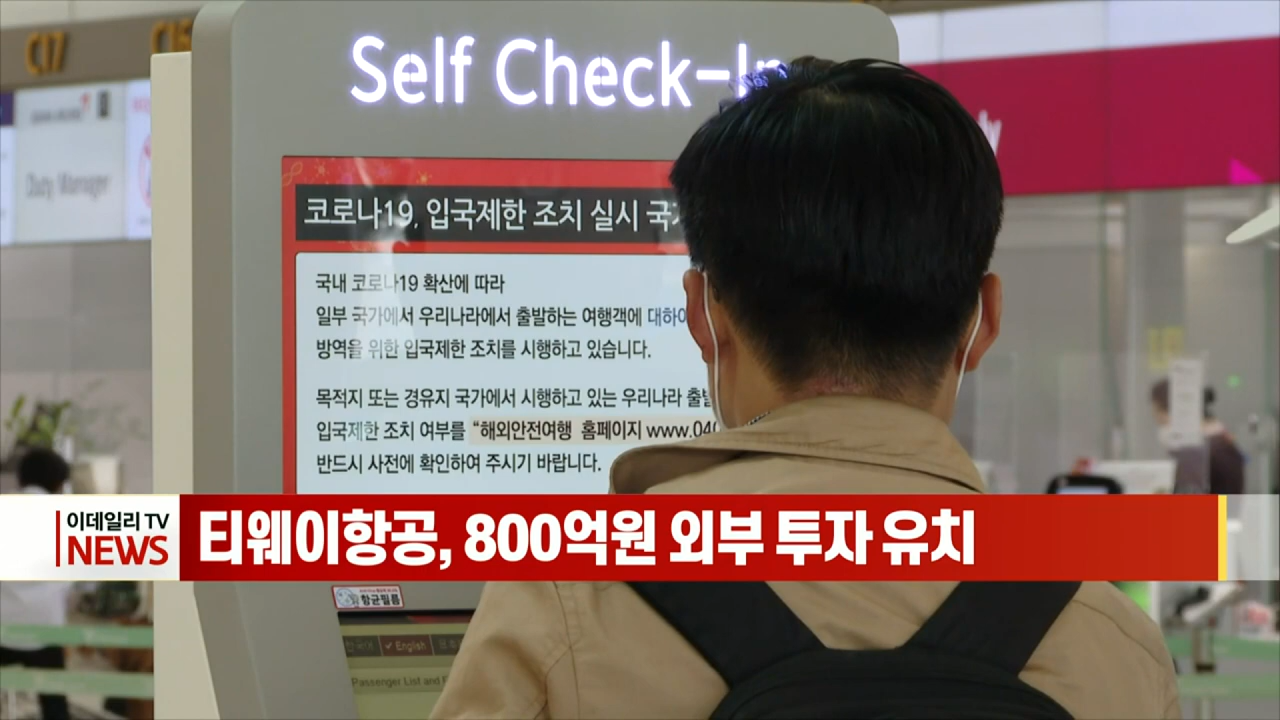 C17
Duty Manager
Self Check-In
코로나19, 입국제한 조치 실시
국내 코로나19 확산에 따라
일부 국가에서 우리나라에서 출발하는 여행객에
방역을 위한 입국제한 조치를 시행하고 있습니다.
목적지 또는 경유지 국가에서 시행하고 있는 우리나라
입국제한 조치 여부를 "해외안전여행 홈페이지 www.04
반드시 사전에 확인하여 주시기 바랍니다.
이데일리 TV
NEWS
티웨이항공, 800억원 외부 투자 유치
항균필름
English
Passenger List and